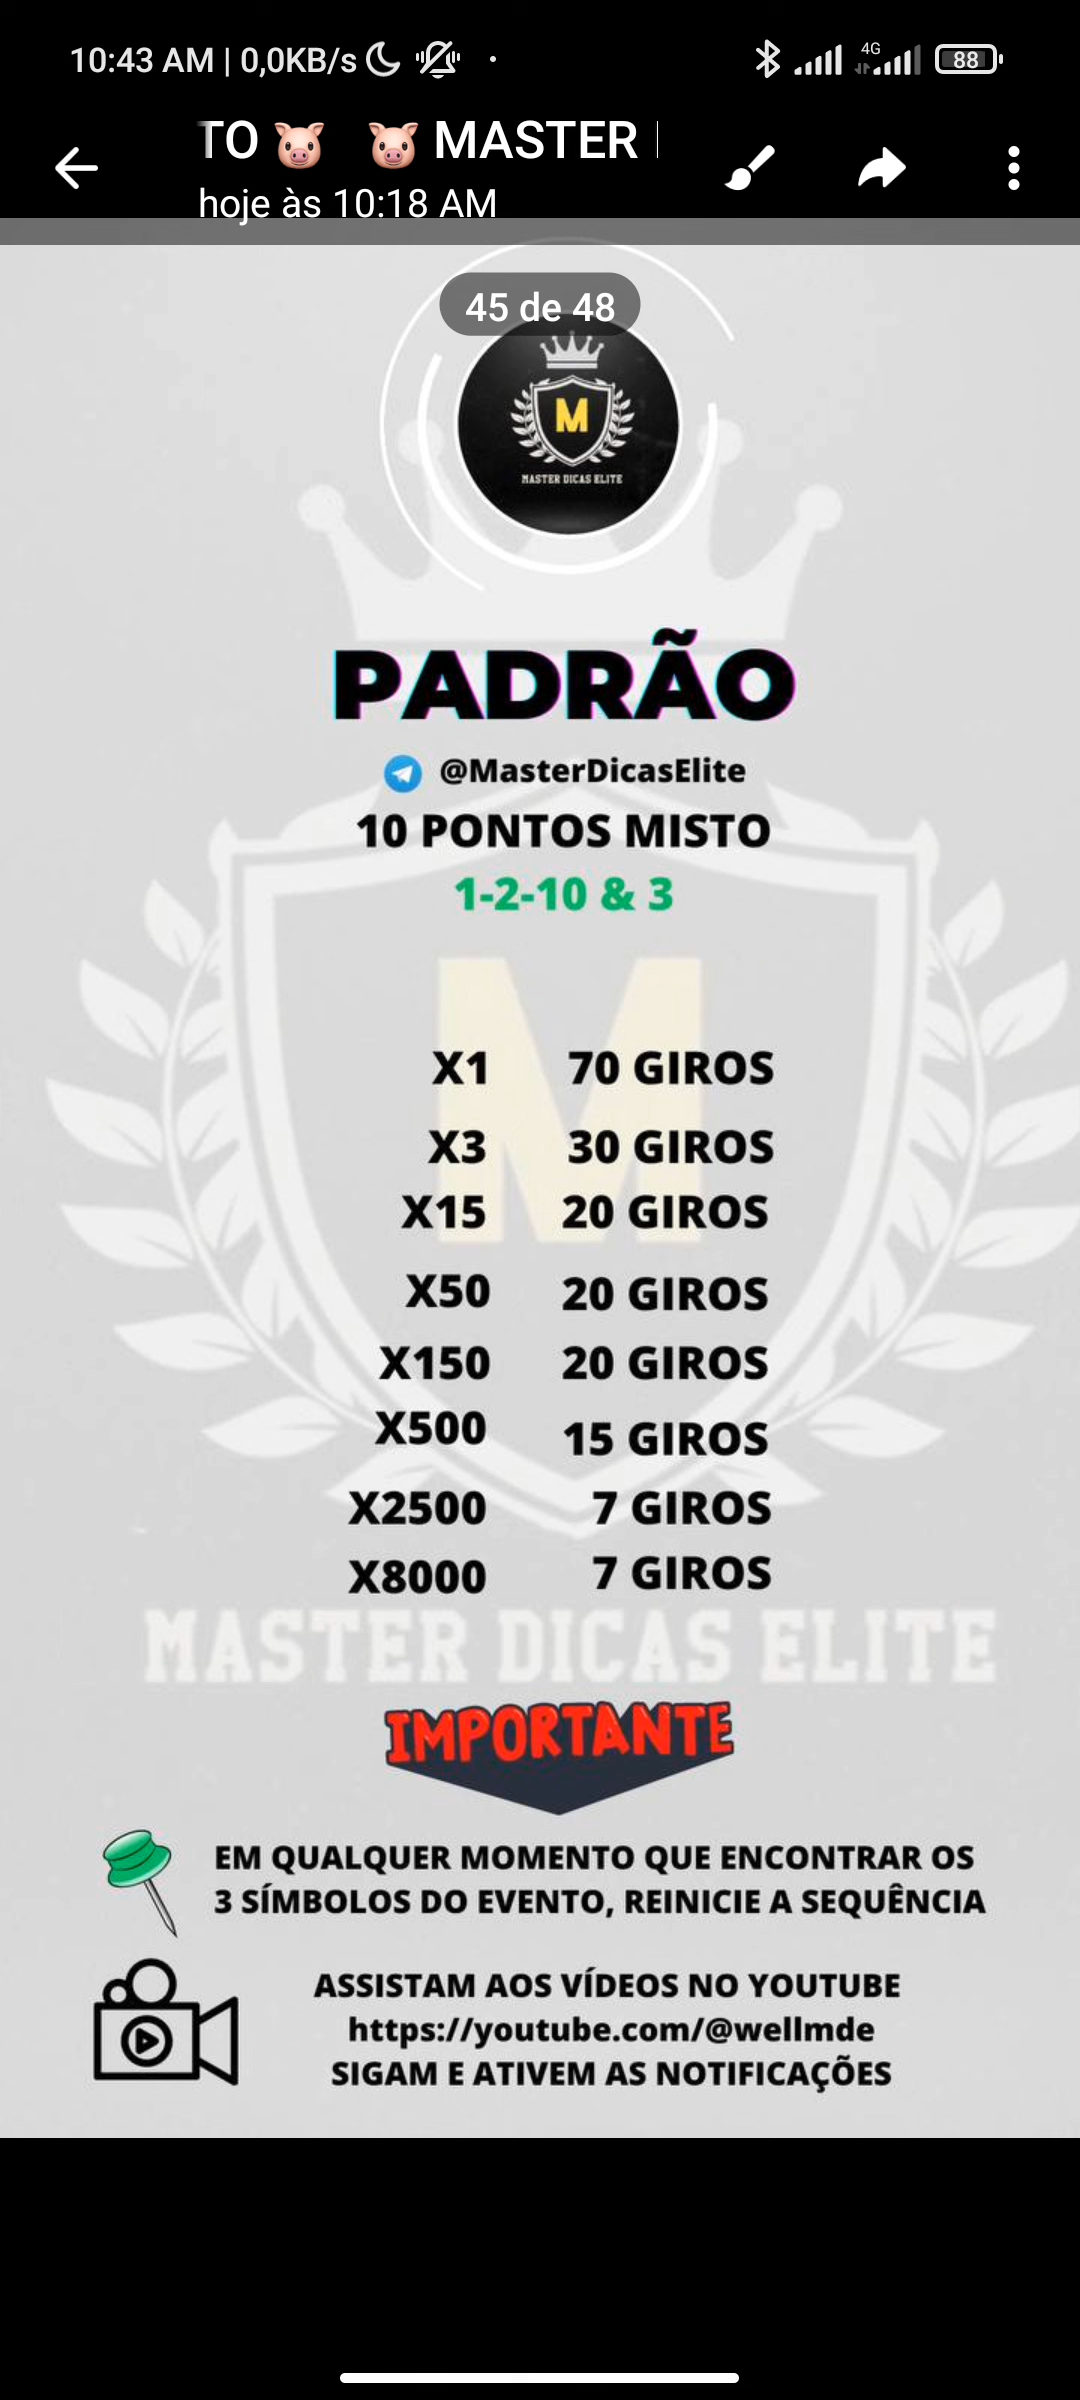 10:43 AM | 0,0KB/s
4G
88
TO 🐷 🐷 MASTER
hoje às 10:18 AM
45 de 48
M
MASTER DICAS ELITE
PADRÃO
@MasterDicasElite
10 PONTOS MISTO
1-2-10 & 3
M
X1 70 GIROS
X3 30 GIROS
X15 20 GIROS
X50 20 GIROS
X150 20 GIROS
X500 15 GIROS
X2500 7 GIROS
X8000 7 GIROS
MASTER DICAS ELITE
IMPORTANTE
EM QUALQUER MOMENTO QUE ENCONTRAR OS
3 SÍMBOLOS DO EVENTO, REINICIE A SEQUÊNCIA
ASSISTAM AOS VÍDEOS NO YOUTUBE
https://youtube.com/@wellmde
SIGAM E ATIVEM AS NOTIFICAÇÕES